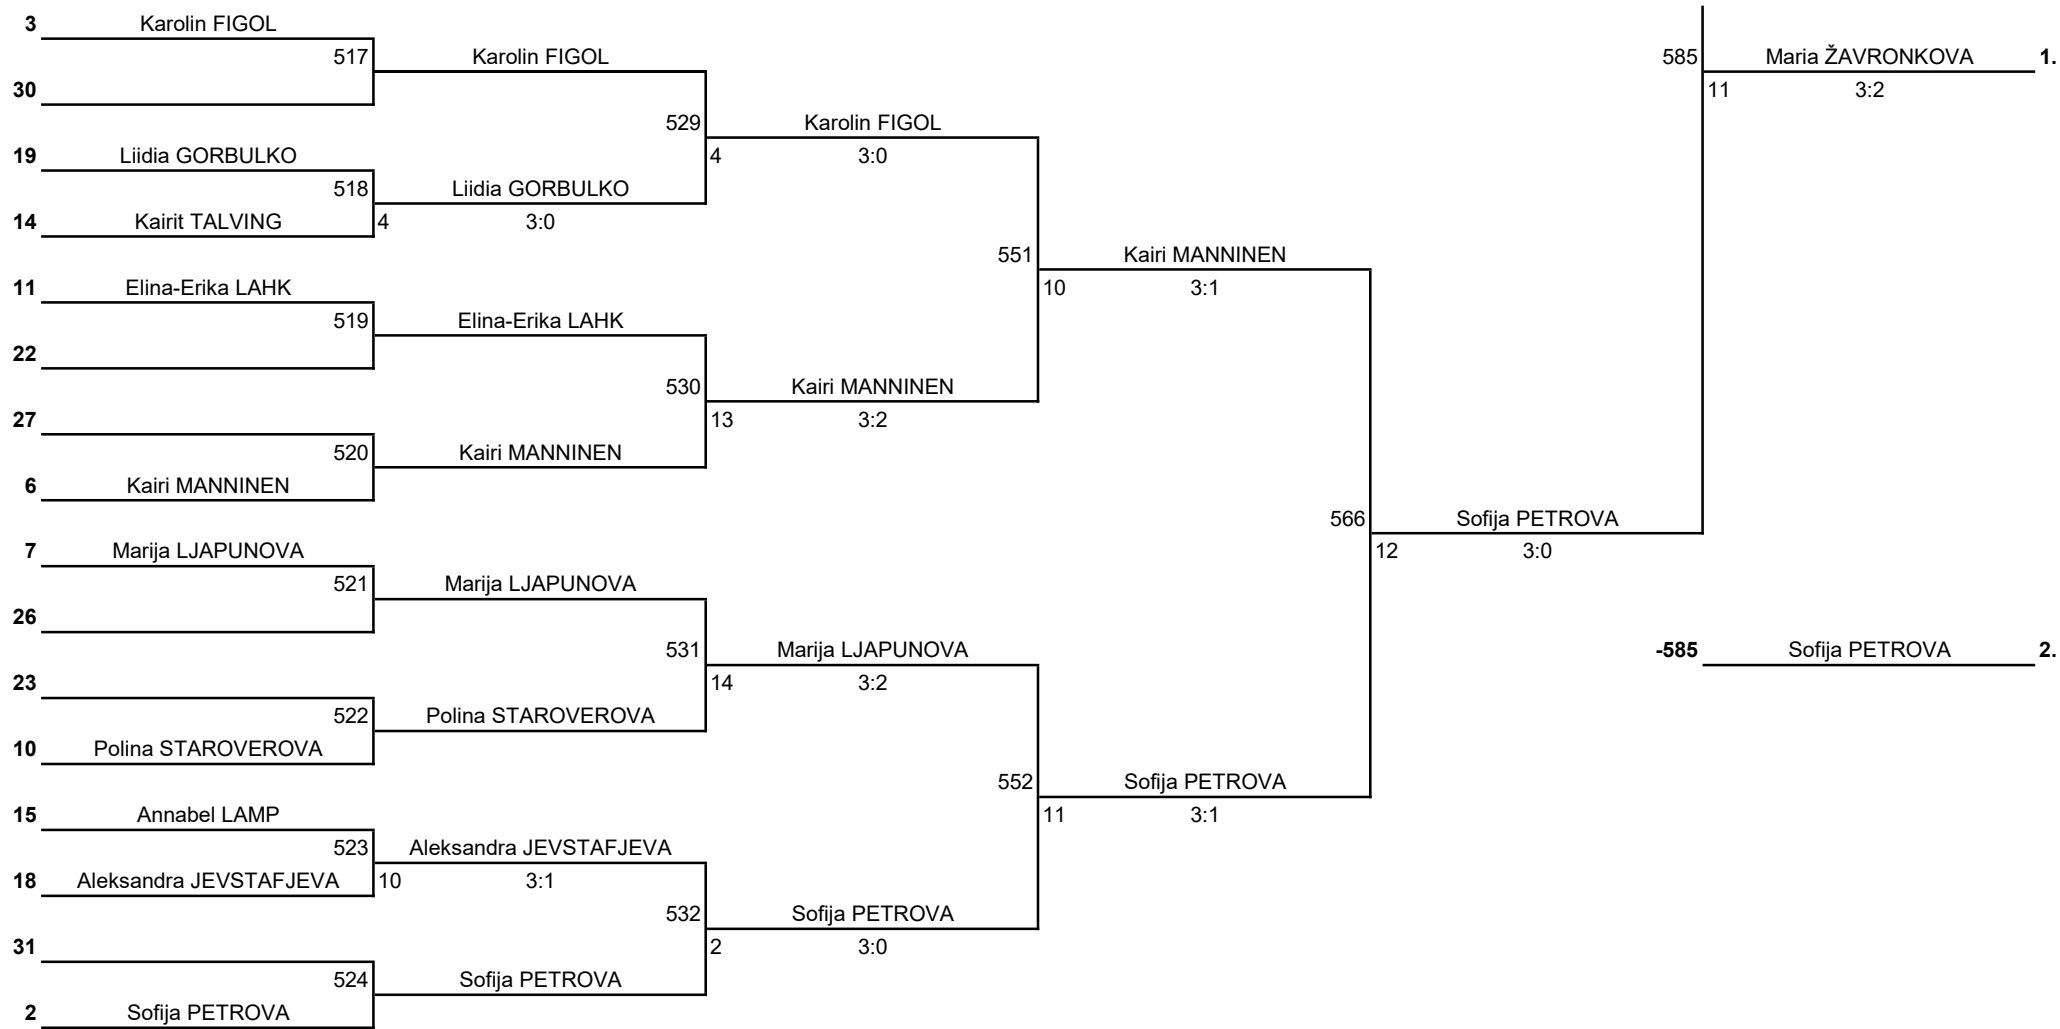 3 Karolin FIGOL
517 Karolin FIGOL 585 Maria ŽAVRONKOVA 1.
30 11 3:2
529 Karolin FIGOL
19 Liidia GORBULKO 4 3:0
518 Liidia GORBULKO
14 Kairit TALVING 4 3:0
551 Kairi MANNINEN
11 Elina-Erika LAHK 10 3:1
519 Elina-Erika LAHK
22
530 Kairi MANNINEN
27 13 3:2
520 Kairi MANNINEN
6 Kairi MANNINEN
566 Sofija PETROVA
7 Marija LJAPUNOVA 12 3:0
521 Marija LJAPUNOVA
26
531 Marija LJAPUNOVA -585 Sofija PETROVA 2.
23 14 3:2
522 Polina STAROVEROVA
10 Polina STAROVEROVA
552 Sofija PETROVA
15 Annabel LAMP 11 3:1
523 Aleksandra JEVSTAFJEVA
18 Aleksandra JEVSTAFJEVA 10 3:1
532 Sofija PETROVA
31 2 3:0
524 Sofija PETROVA
2 Sofija PETROVA